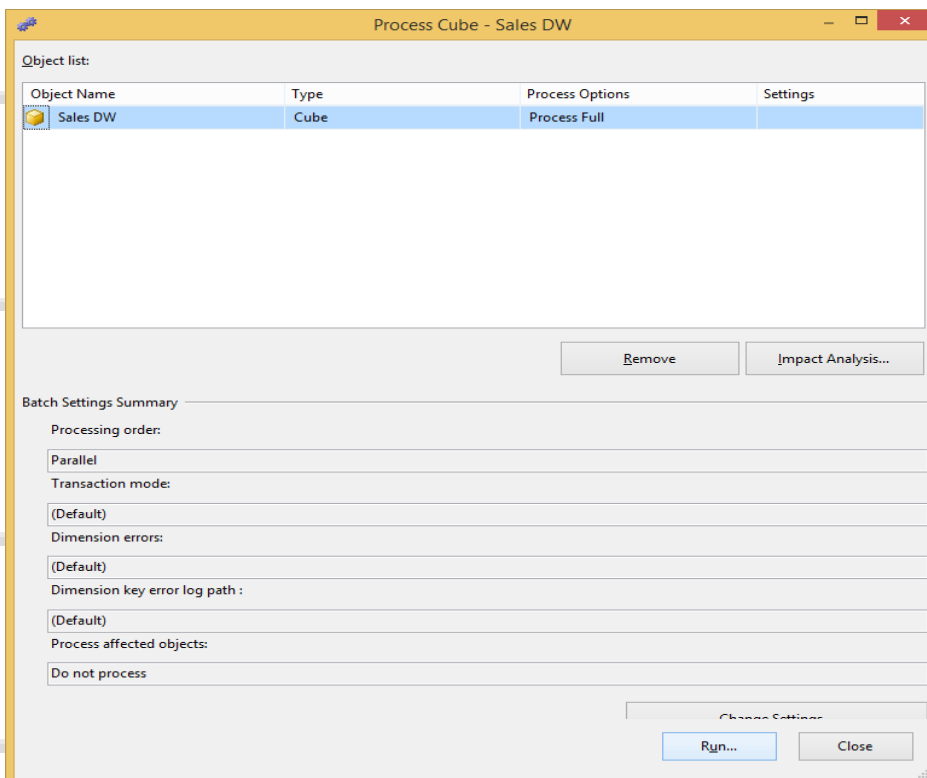 Process Cube - Sales DW
Object list:
Object Name Type Process Options Settings
Sales DW Cube Process Full
Remove Impact Analysis...
Batch Settings Summary
Processing order:
Parallel
Transaction mode:
(Default)
Dimension errors:
(Default)
Dimension key error log path :
(Default)
Process affected objects:
Do not process
Change Settings
Run... Close